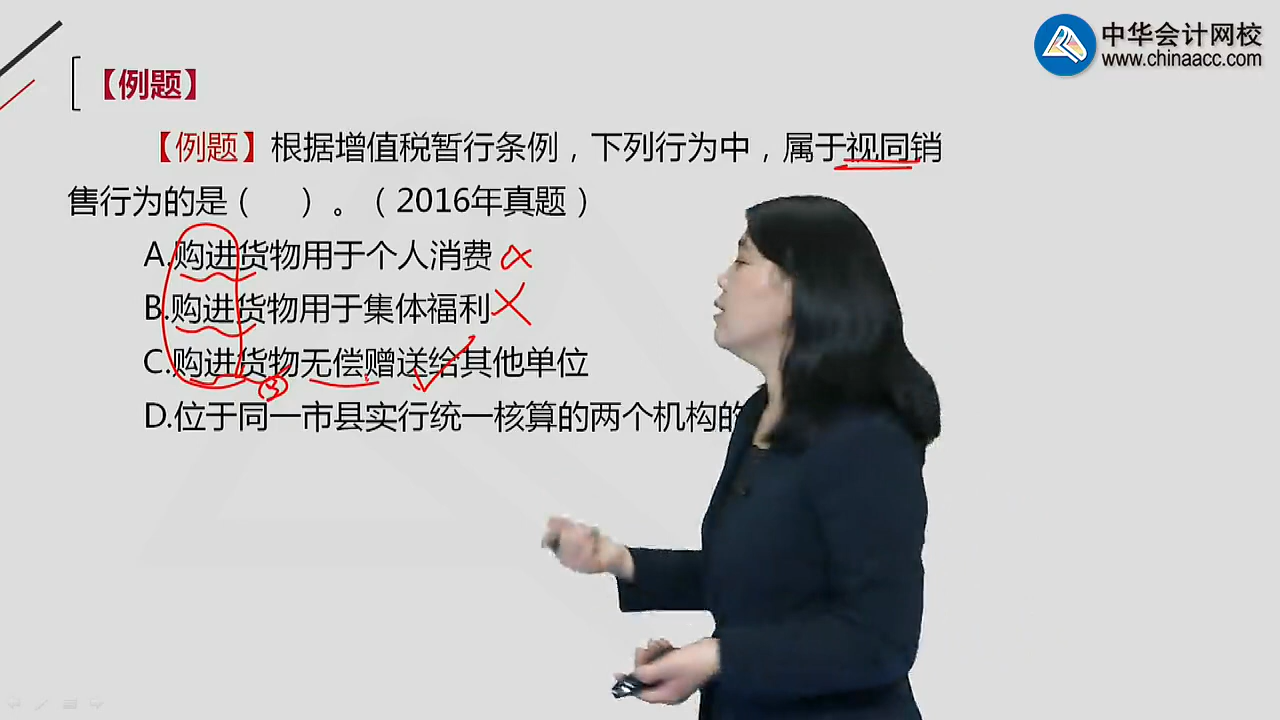 中华会计网校
www.chinaacc.com
【例题】
【例题】根据增值税暂行条例，下列行为中，属于视同销
售行为的是（ ）。（2016年真题）
A.购进货物用于个人消费
B.购进货物用于集体福利
C.购进货物无偿赠送给其他单位
D.位于同一市县实行统一核算的两个机构的